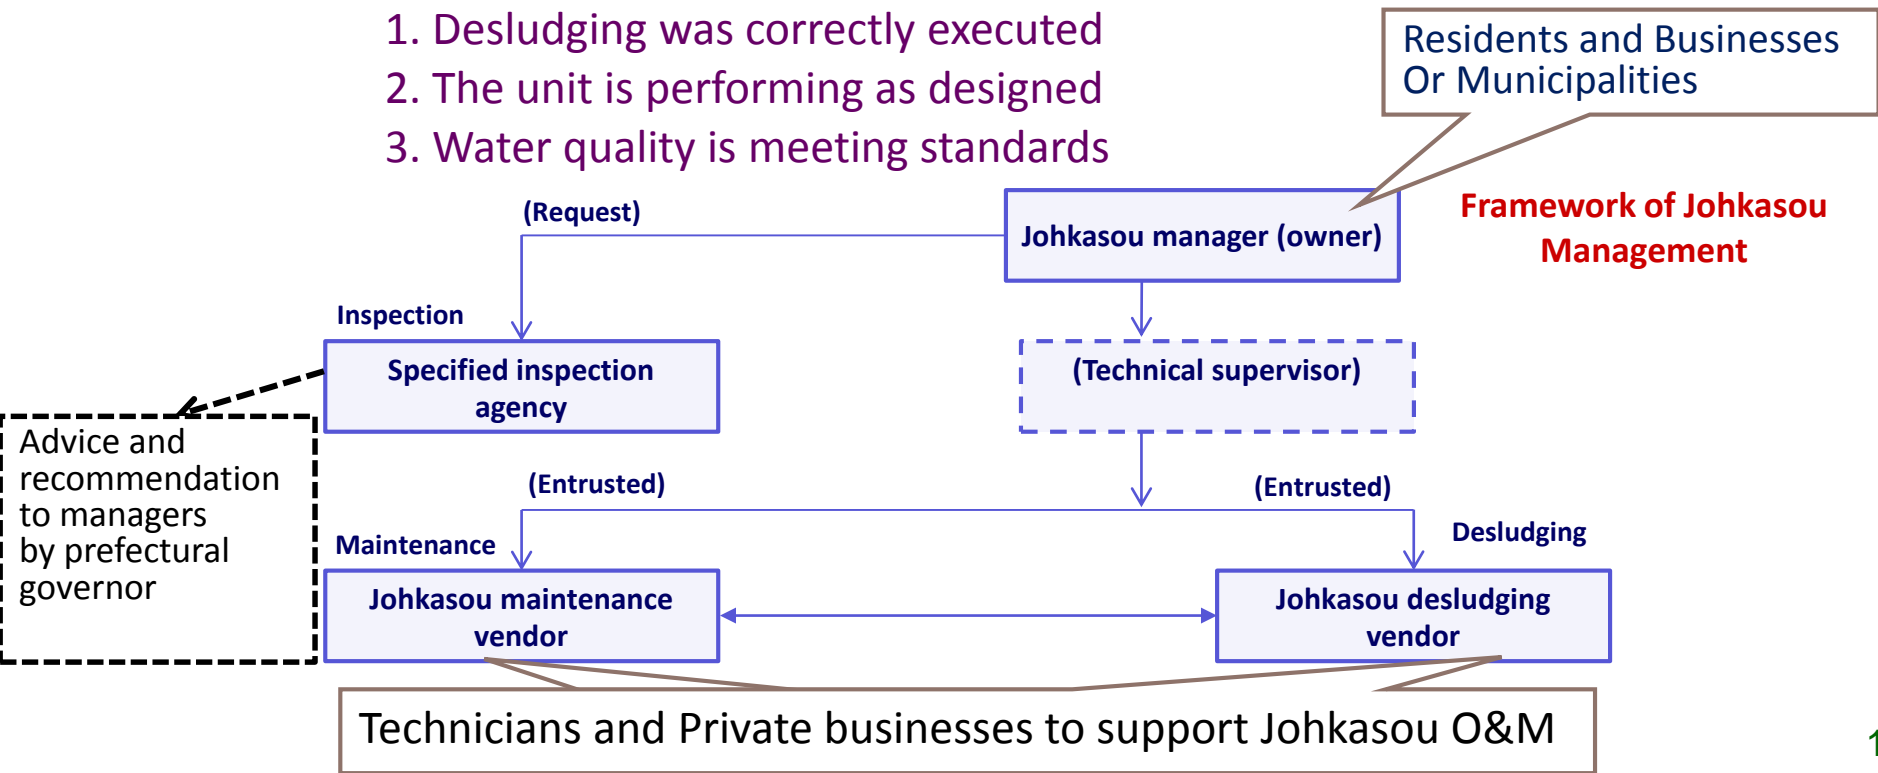 1. Desludging was correctly executed
2. The unit is performing as designed
3. Water quality is meeting standards
Residents and Businesses
Or Municipalities
Framework of Johkasou
Management
(Request)
Johkasou manager (owner)
Inspection
Specified inspection
agency
(Technical supervisor)
Advice and
recommendation
to managers
by prefectural
governor
(Entrusted)
(Entrusted)
Maintenance
Desludging
Johkasou maintenance
vendor
Johkasou desludging
vendor
Technicians and Private businesses to support Johkasou O&M